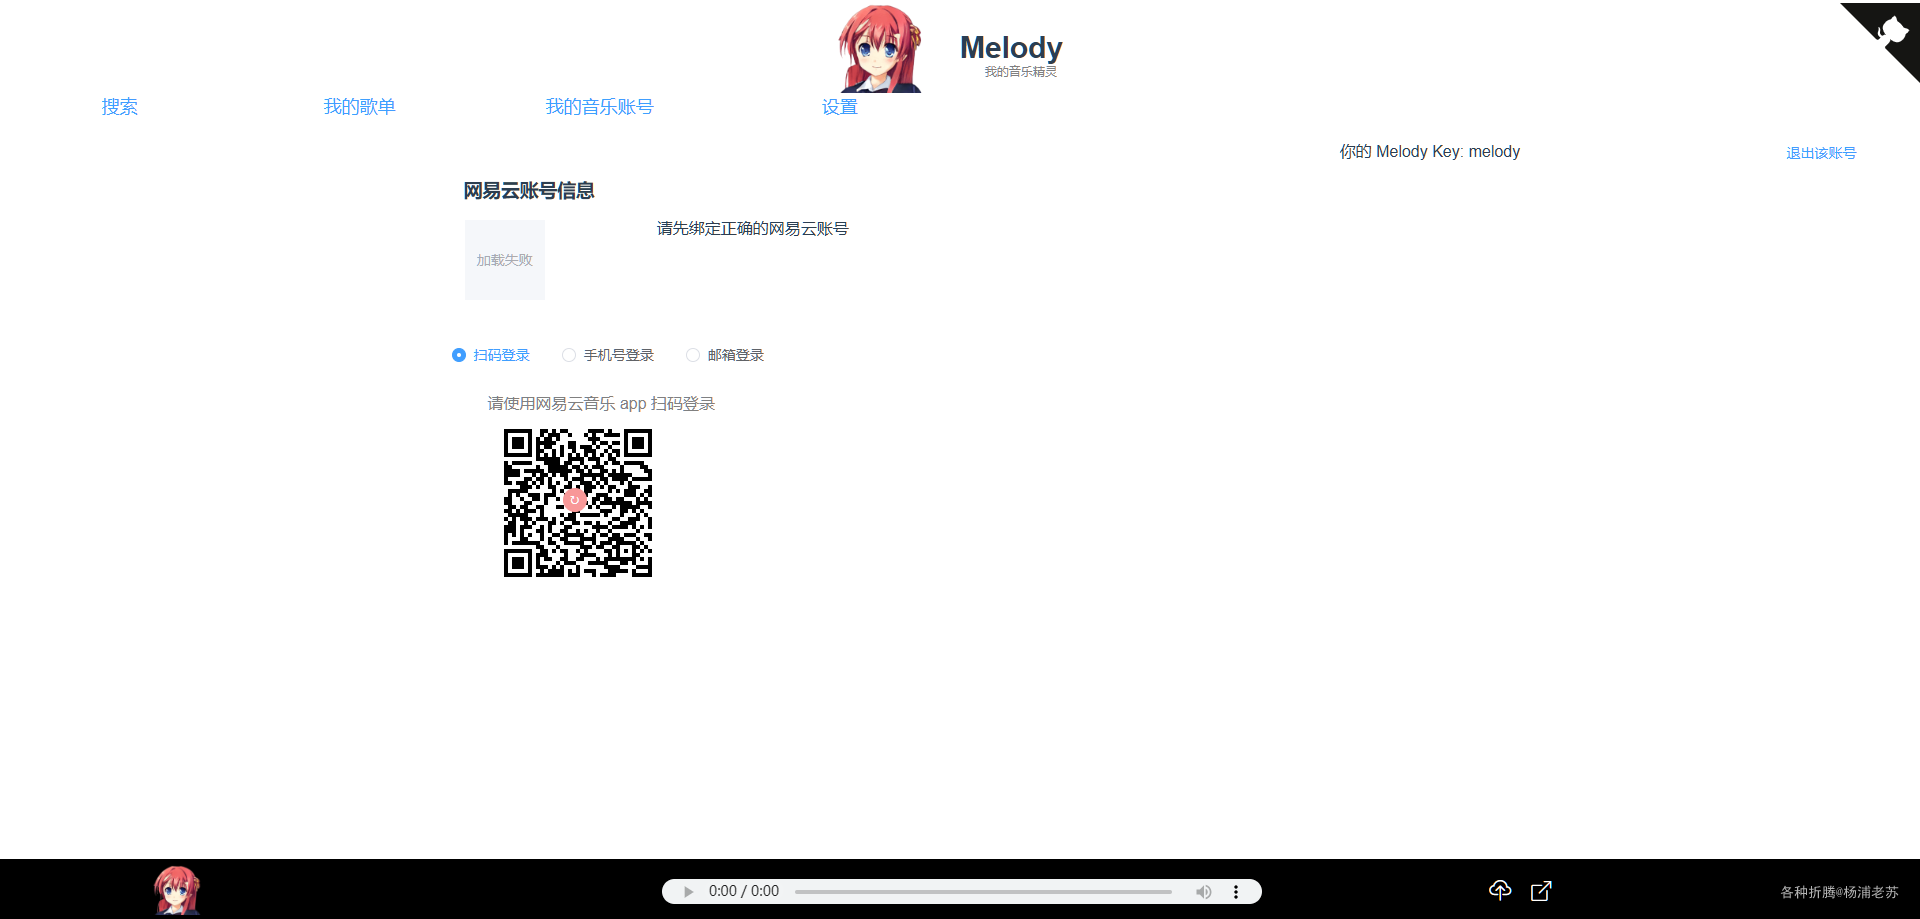 Melody
我的音乐精灵
搜索 我的歌单 我的音乐账号 设置
你的 Melody Key: melody 退出该账号
网易云账号信息
请先绑定正确的网易云账号
加载失败
扫码登录 手机号登录 邮箱登录
请使用网易云音乐 app 扫码登录
0:00 / 0:00
各种折腾@杨浦老苏